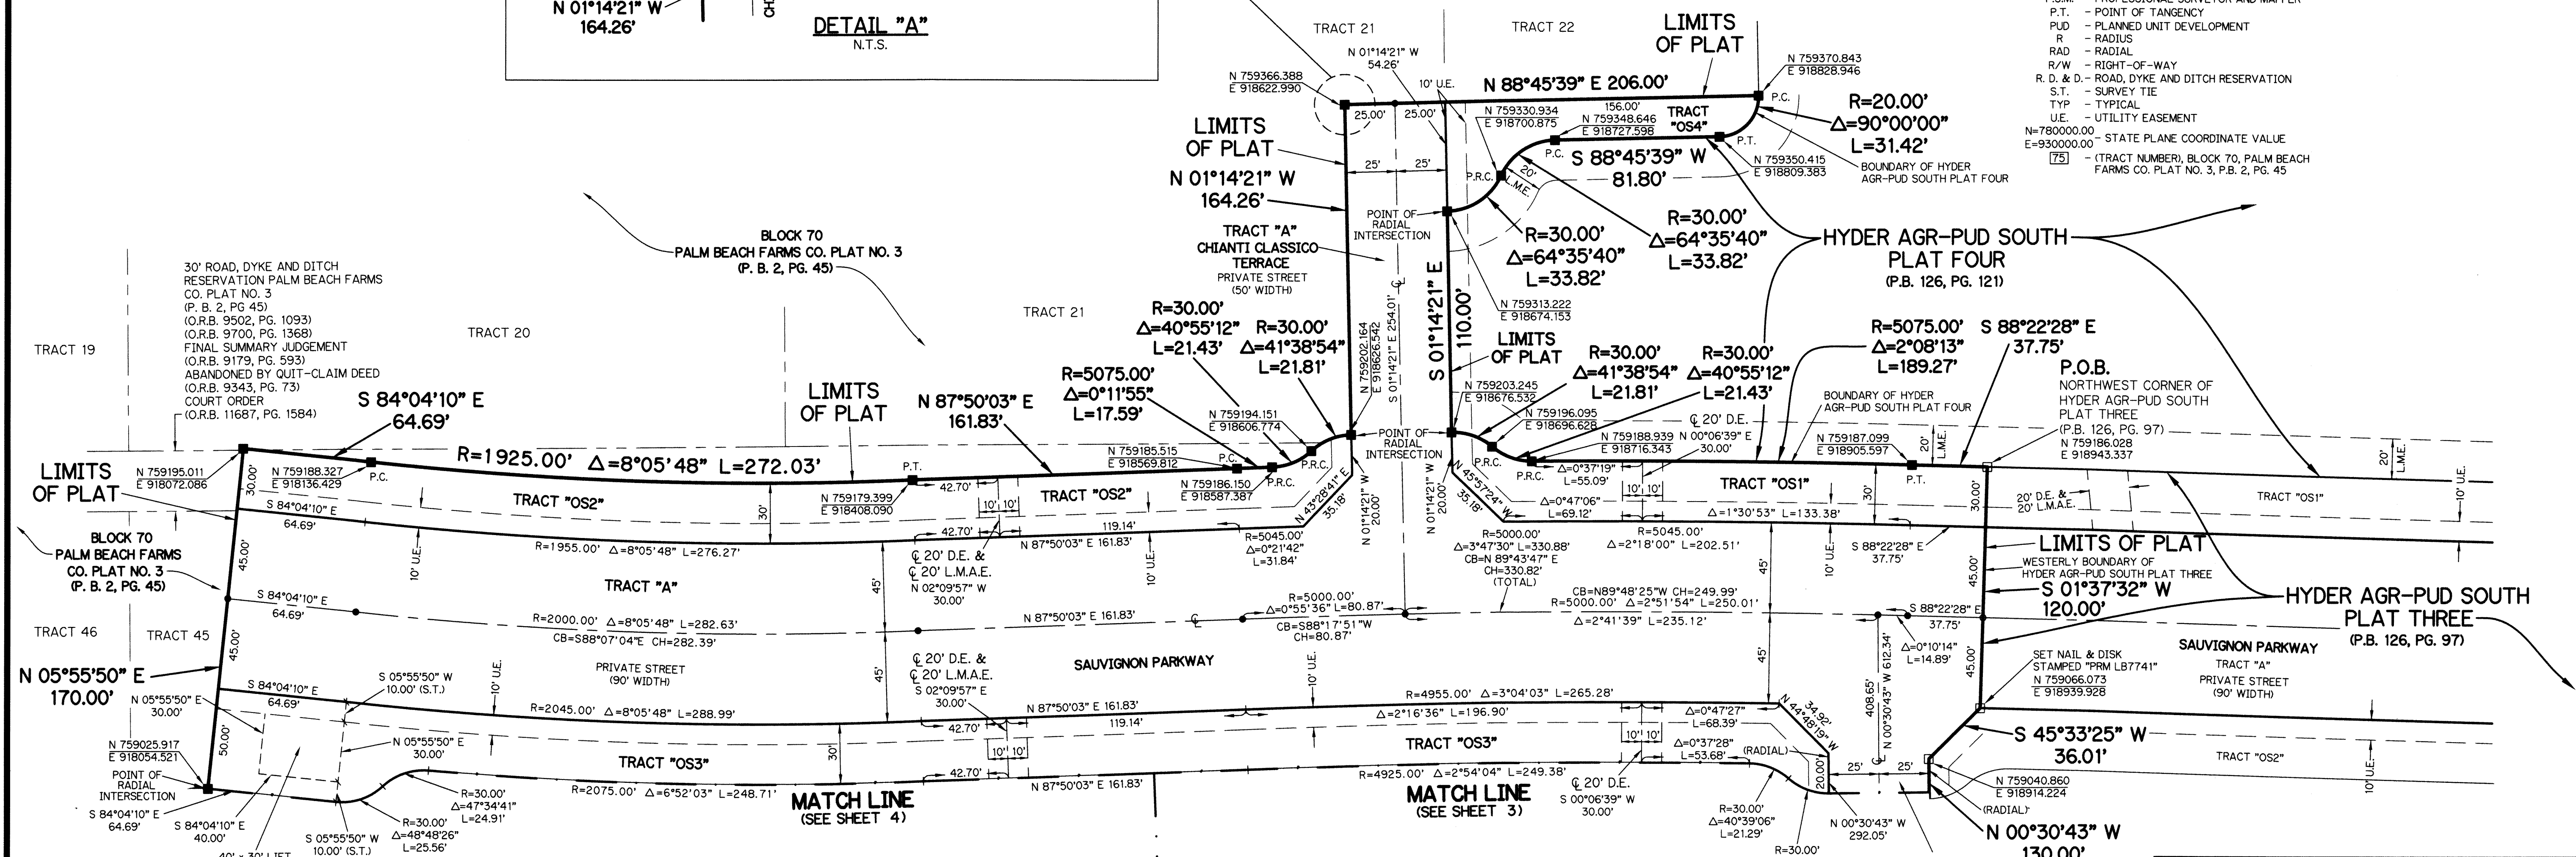 N 01°14'21" W
164.26'
DETAIL "A"
N.T.S.
P.T. - POINT OF TANGENCY
PUD - PLANNED UNIT DEVELOPMENT
R - RADIUS
RAD - RADIAL
R/W - RIGHT-OF-WAY
R. D. & D. - ROAD, DYKE AND DITCH RESERVATION
S.T. - SURVEY TIE
TYP - TYPICAL
U.E. - UTILITY EASEMENT
N=780000.00
E=930000.00 - STATE PLANE COORDINATE VALUE
75 - (TRACT NUMBER), BLOCK 70, PALM BEACH
FARMS CO. PLAT NO. 3, P.B. 2, PG. 45
TRACT 21
TRACT 22
LIMITS
OF PLAT
N 01°14'21" W
54.26'
10' U.E.
N 759366.388
E 918622.990
N 88°45'39" E 206.00'
N 759370.843
E 918828.946
P.C.
25.00'
25.00'
156.00'
TRACT
"OS4"
N 759330.934
E 918700.875
N 759348.646
E 918727.598
R=20.00'
Δ=90°00'00"
L=31.42'
P.T.
P.C.
S 88°45'39" W
81.80'
N 759350.415
E 918809.383
BOUNDARY OF HYDER
AGR-PUD SOUTH PLAT FOUR
LIMITS
OF PLAT
N 01°14'21" W
164.26'
25'
25'
P.R.C.
20'
L.M.E.
POINT OF
RADIAL
INTERSECTION
R=30.00'
Δ=64°35'40"
L=33.82'
R=30.00'
Δ=64°35'40"
L=33.82'
N 759313.222
E 918674.153
TRACT "A"
CHIANTI CLASSICO
TERRACE
PRIVATE STREET
(50' WIDTH)
S 01°14'21" E 254.01'
S 01°14'21" E
110.00'
LIMITS
OF PLAT
HYDER AGR-PUD SOUTH
PLAT FOUR
(P.B. 126, PG. 121)
BLOCK 70
PALM BEACH FARMS CO. PLAT NO. 3
(P. B. 2, PG. 45)
30' ROAD, DYKE AND DITCH
RESERVATION PALM BEACH FARMS
CO. PLAT NO. 3
(P. B. 2, PG 45)
(O.R.B. 9502, PG. 1093)
(O.R.B. 9700, PG. 1368)
FINAL SUMMARY JUDGEMENT
(O.R.B. 9179, PG. 593)
ABANDONED BY QUIT-CLAIM DEED
(O.R.B. 9343, PG. 73)
COURT ORDER
(O.R.B. 11687, PG. 1584)
TRACT 19
TRACT 20
TRACT 21
S 84°04'10" E
64.69'
LIMITS
OF PLAT
N 87°50'03" E
161.83'
R=5075.00'
Δ=0°11'55"
L=17.59'
R=30.00'
Δ=40°55'12"
L=21.43'
R=30.00'
Δ=41°38'54"
L=21.81'
N 759202.164
E 918626.542
N 759194.151
E 918606.774
N 759203.245
E 918676.532
N 759196.095
E 918696.628
R=30.00'
Δ=41°38'54"
L=21.81'
R=30.00'
Δ=40°55'12"
L=21.43'
R=5075.00'
Δ=2°08'13"
L=189.27'
S 88°22'28" E
37.75'
P.O.B.
NORTHWEST CORNER OF
HYDER AGR-PUD SOUTH
PLAT THREE
(P.B. 126, PG. 97)
N 759186.028
E 918943.337
BOUNDARY OF HYDER
AGR-PUD SOUTH PLAT FOUR
℄ 20' D.E.
N 00°06'39" E
30.00'
N 759188.939
E 918716.343
N 759187.099
E 918905.597
20'
L.M.E.
20'
L.M.E.
LIMITS
OF PLAT
N 759195.011
E 918072.086
30.00'
N 759188.327
E 918136.429
P.C.
R=1925.00' Δ=8°05'48" L=272.03'
P.T.
N 759179.399
E 918408.090
N 759185.515
E 918569.812
P.C.
N 759186.150
E 918587.387
P.R.C.
P.R.C.
POINT OF
RADIAL
INTERSECTION
P.R.C.
P.R.C.
P.T.
TRACT "OS2"
30'
42.70'
10' 10'
TRACT "OS2"
N 43°28'41" E
35.18'
N 01°14'21" W
20.00'
N 01°14'21" W
20.00'
N 45°57'24" W
35.18'
Δ=0°37'19"
L=55.09'
10' 10'
TRACT "OS1"
30'
30.00'
20' D.E. &
20' L.M.A.E.
TRACT "OS1"
10' U.E.
S 84°04'10" E
64.69'
10' U.E.
R=1955.00' Δ=8°05'48" L=276.27'
42.70'
119.14'
N 87°50'03" E 161.83'
10' U.E.
R=5045.00'
Δ=0°21'42"
L=31.84'
Δ=0°47'06"
L=69.12'
R=5045.00'
Δ=2°18'00" L=202.51'
Δ=1°30'53" L=133.38'
10' U.E.
S 88°22'28" E
37.75'
BLOCK 70
PALM BEACH FARMS
CO. PLAT NO. 3
(P. B. 2, PG. 45)
45.00'
TRACT "A"
45'
℄ 20' D.E. &
℄ 20' L.M.A.E.
N 02°09'57" W
30.00'
R=5000.00'
Δ=3°47'30" L=330.88'
CB=N 89°43'47" E
CH=330.82'
(TOTAL)
45'
45.00'
LIMITS OF PLAT
WESTERLY BOUNDARY OF
HYDER AGR-PUD SOUTH PLAT THREE
S 01°37'32" W
120.00'
HYDER AGR-PUD SOUTH
PLAT THREE
(P.B. 126, PG. 97)
S 84°04'10" E
64.69'
R=2000.00' Δ=8°05'48" L=282.63'
CB=S88°07'04"E CH=282.39'
N 87°50'03" E 161.83'
℄
R=5000.00'
Δ=0°55'36" L=80.87'
CB=S88°17'51"W
CH=80.87'
CB=N89°48'25"W CH=249.99'
R=5000.00' Δ=2°51'54" L=250.01'
Δ=2°41'39" L=235.12'
S 88°22'28" E
37.75'
Δ=0°10'14"
L=14.89'
TRACT 46
TRACT 45
45.00'
N 05°55'50" E
170.00'
PRIVATE STREET
(90' WIDTH)
SAUVIGNON PARKWAY
45'
45'
45.00'
SET NAIL & DISK
STAMPED "PRM LB7741"
N 759066.073
E 918939.928
SAUVIGNON PARKWAY
TRACT "A"
PRIVATE STREET
(90' WIDTH)
S 84°04'10" E
64.69'
S 05°55'50" W
10.00' (S.T.)
10' U.E.
R=2045.00' Δ=8°05'48" L=288.99'
℄ 20' D.E. &
℄ 20' L.M.A.E.
S 02°09'57" E
30.00'
N 87°50'03" E 161.83'
42.70'
119.14'
10' U.E.
R=4955.00' Δ=3°04'03" L=265.28'
Δ=2°16'36" L=196.90'
Δ=0°47'27"
L=68.39'
34.92'
N 44°48'19" W
408.65'
℄ N 00°30'43" W 612.34'
N 05°55'50" E
30.00'
50.00'
N 05°55'50" E
30.00'
TRACT "OS3"
30'
10' 10'
TRACT "OS3"
10' 10'
Δ=0°37'28"
L=53.68'
(RADIAL)
20.00'
25'
25'
S 45°33'25" W
36.01'
TRACT "OS2"
10' U.E.
N 759025.917
E 918054.521
POINT OF
RADIAL
INTERSECTION
S 84°04'10" E
64.69'
S 84°04'10" E
40.00'
R=30.00'
Δ=47°34'41"
L=24.91'
R=2075.00' Δ=6°52'03" L=248.71'
42.70'
N 87°50'03" E 161.83'
R=4925.00' Δ=2°54'04" L=249.38'
℄ 20' D.E.
S 00°06'39" W
30.00'
N 759040.860
E 918914.224
(RADIAL)
R=30.00'
Δ=48°48'26"
L=25.56'
S 05°55'50" W
10.00' (S.T.)
MATCH LINE
(SEE SHEET 4)
MATCH LINE
(SEE SHEET 3)
R=30.00'
Δ=40°39'06"
L=21.29'
N 00°30'43" W
292.05'
N 00°30'43" W
130.00'
R=30.00'